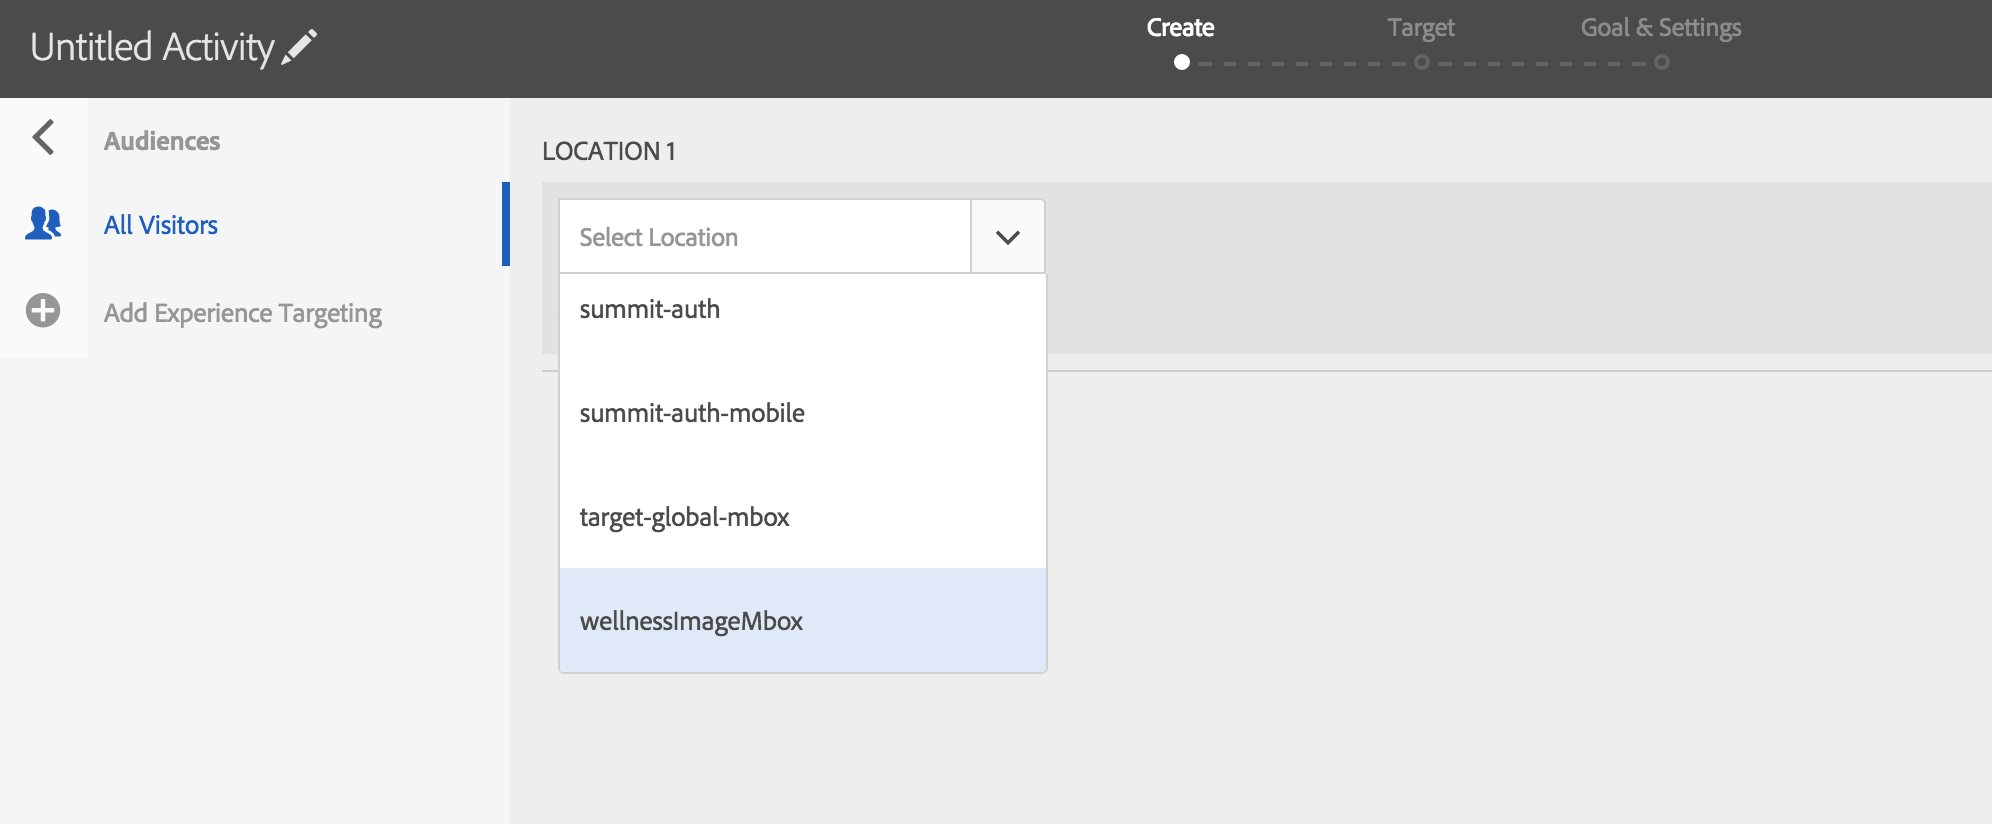 Untitled Activity
Create
Target
Goal & Settings
Audiences
All Visitors
Add Experience Targeting
LOCATION 1
Select Location
summit-auth
summit-auth-mobile
target-global-mbox
wellnessImageMbox